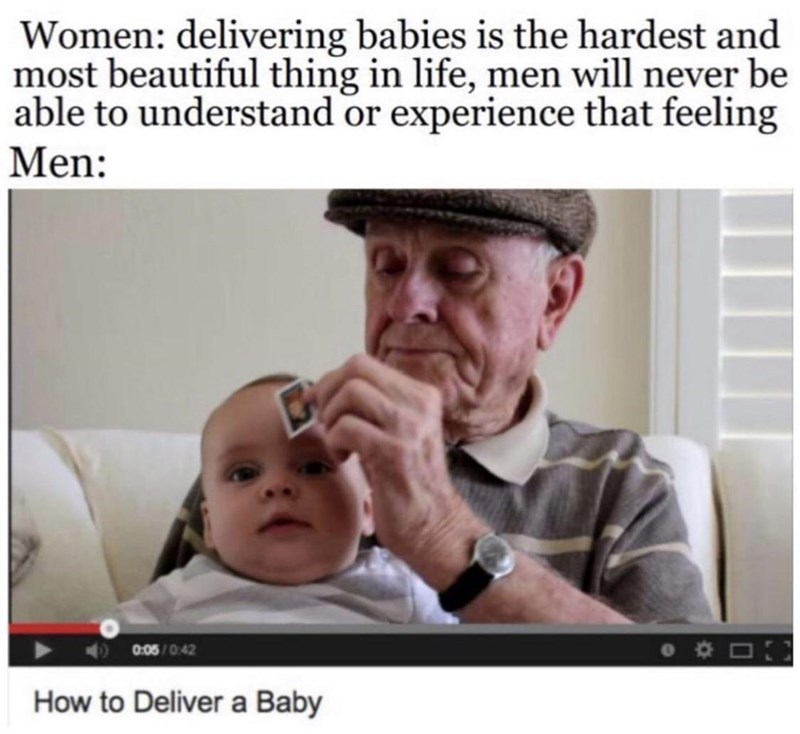 Women: delivering babies is the hardest and
most beautiful thing in life, men will never be
able to understand or experience that feeling
Men:
0:05 / 0:42
How to Deliver a Baby